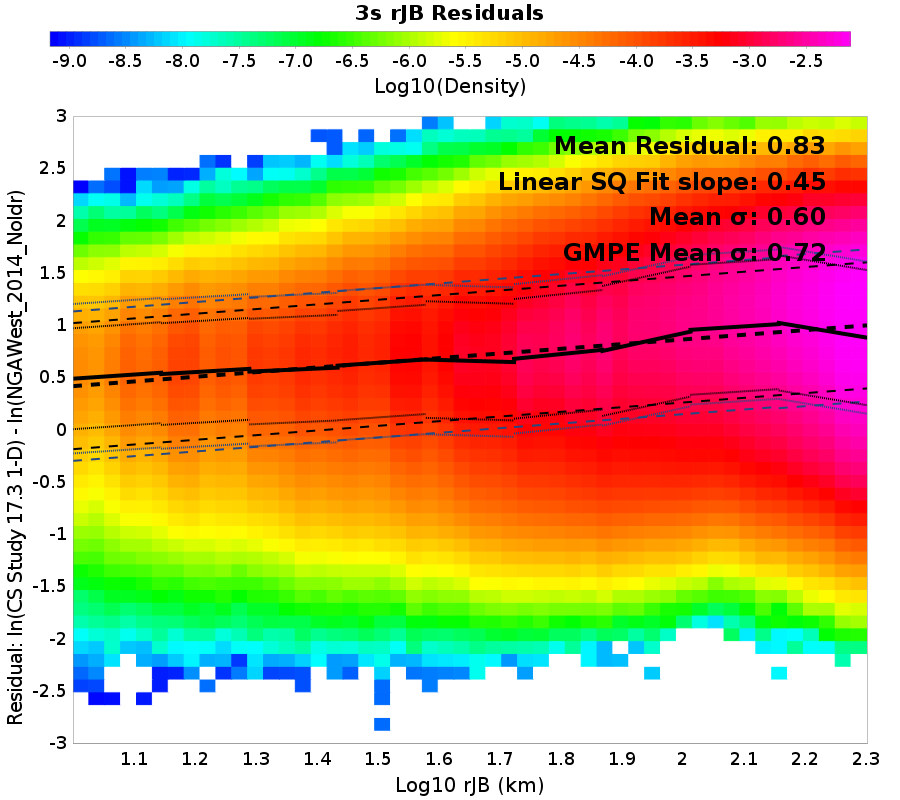 3s rJB Residuals
-9.0 -8.5 -8.0 -7.5 -7.0 -6.5 -6.0 -5.5 -5.0 -4.5 -4.0 -3.5 -3.0 -2.5
Log10(Density)
Mean Residual: 0.83
Linear SQ Fit slope: 0.45
Mean σ: 0.60
GMPE Mean σ: 0.72
Residual: ln(CS Study 17.3 1-D) - ln(NGAWest_2014_NoIdr)
3
2.5
2
1.5
1
0.5
0
-0.5
-1
-1.5
-2
-2.5
-3
1.1 1.2 1.3 1.4 1.5 1.6 1.7 1.8 1.9 2 2.1 2.2 2.3
Log10 rJB (km)